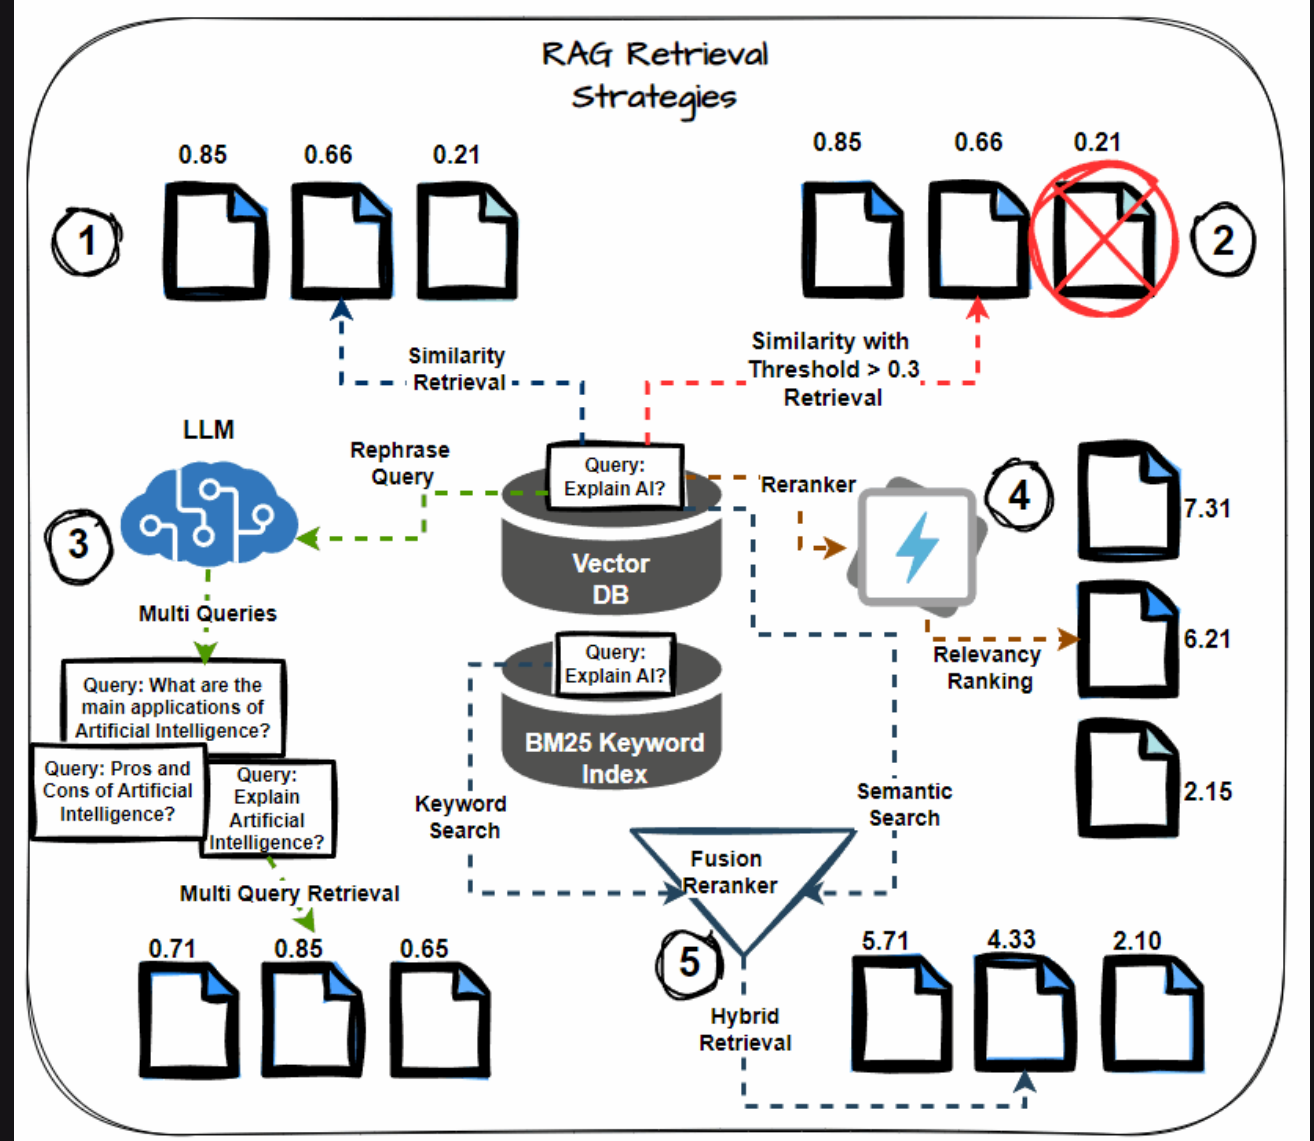 RAG Retrieval
Strategies
0.85
0.66
0.21
1
0.85
0.66
0.21
2
Similarity
Retrieval
Similarity with
Threshold > 0.3
Retrieval
LLM
Rephrase
Query
3
Query:
Explain AI?
Vector
DB
Reranker
4
7.31
6.21
2.15
Relevancy
Ranking
Multi Queries
Query: What are the
main applications of
Artificial Intelligence?
Query: Pros and
Cons of Artificial
Intelligence?
Query:
Explain
Artificial
Intelligence?
Multi Query Retrieval
0.71
0.85
0.65
Query:
Explain AI?
BM25 Keyword
Index
Keyword
Search
Semantic
Search
Fusion
Reranker
5
Hybrid
Retrieval
5.71
4.33
2.10